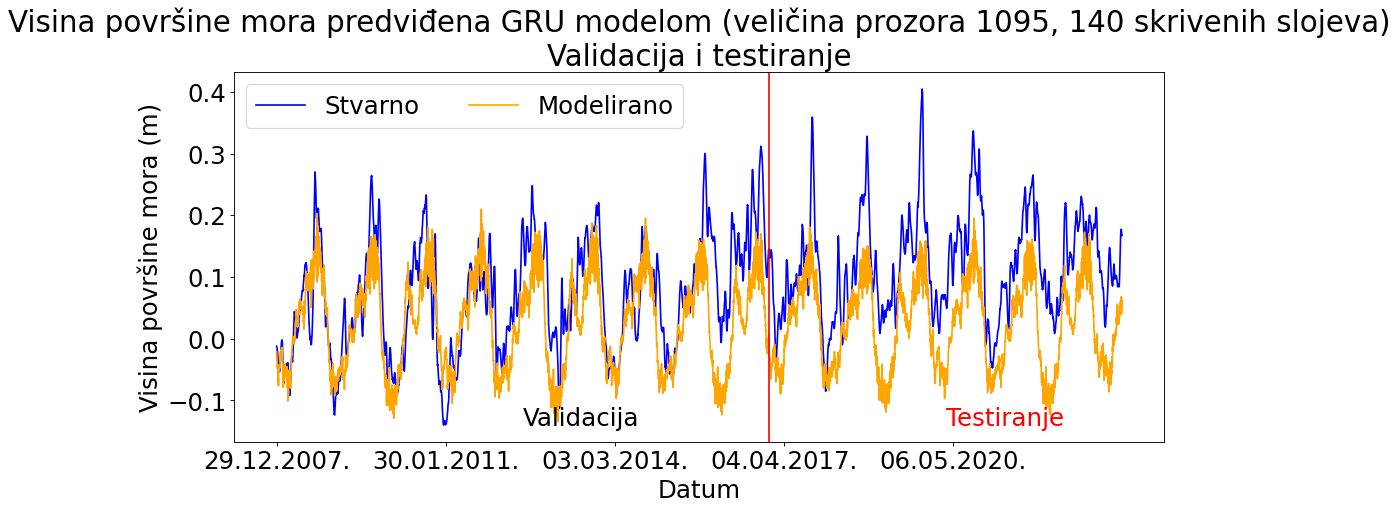 Visina površine mora predviđena GRU modelom (veličina prozora 1095, 140 skrivenih slojeva)
Validacija i testiranje
Stvarno
Modelirano
Visina površine mora (m)
0.4
0.3
0.2
0.1
0.0
−0.1
Validacija
Testiranje
29.12.2007.
30.01.2011.
03.03.2014.
04.04.2017.
06.05.2020.
Datum